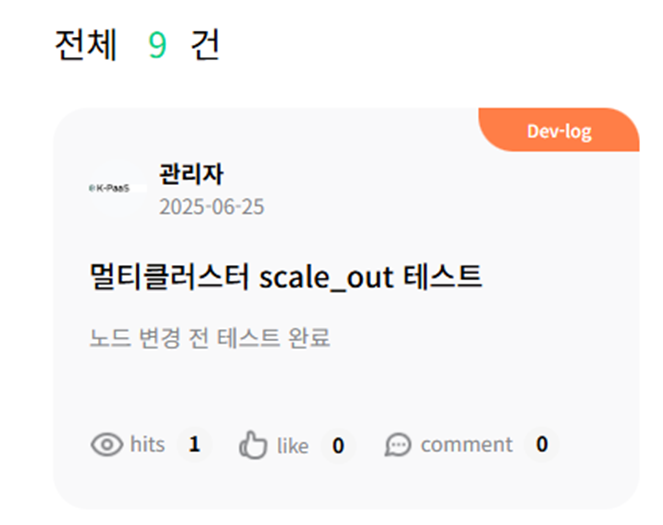 전체 9 건
Dev-log
K-PaaS
관리자
2025-06-25
멀티클러스터 scale_out 테스트
노드 변경 전 테스트 완료
hits 1 like 0 comment 0